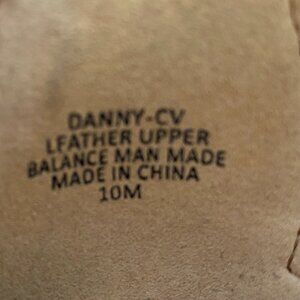 DANNY-CV
LEATHER UPPER
BALANCE MAN MADE
MADE IN CHINA
10M